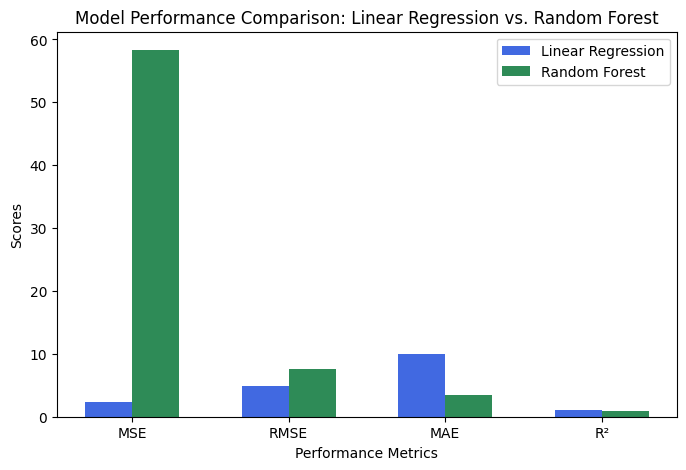 Model Performance Comparison: Linear Regression vs. Random Forest
Linear Regression
Random Forest
60
50
40
30
20
10
0
Scores
MSE
RMSE
MAE
R²
Performance Metrics